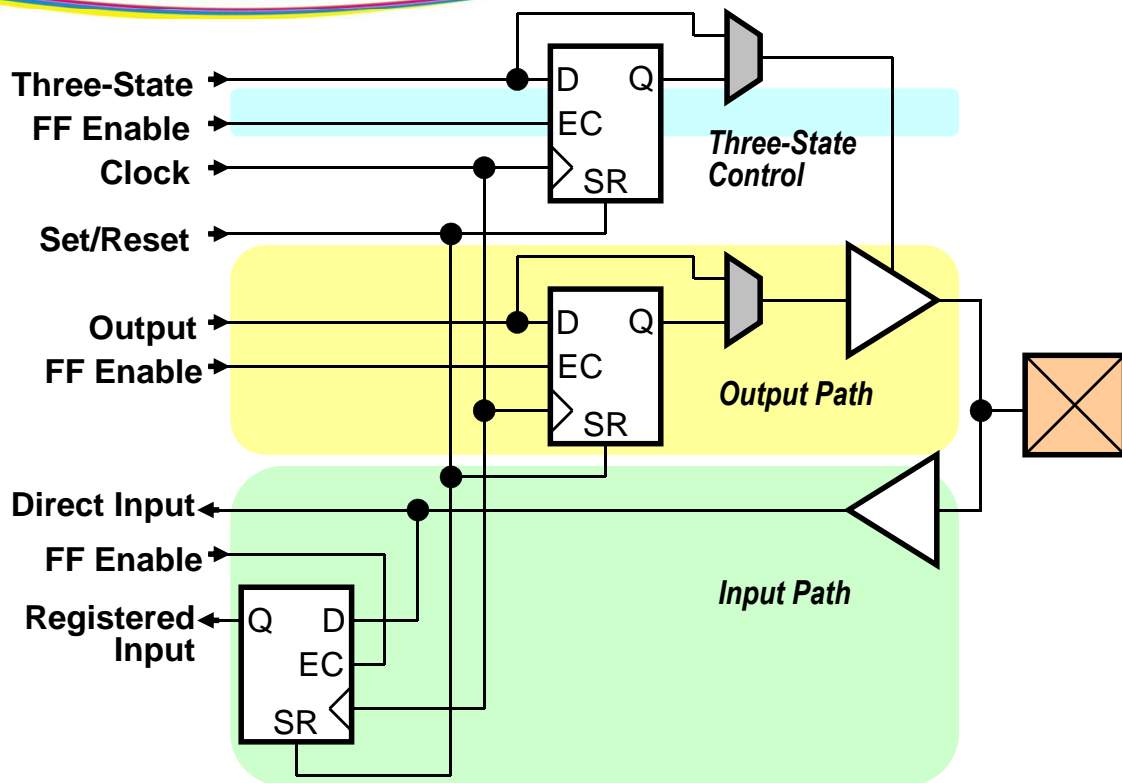 Three-State
D
Q
FF Enable
EC
Three-State
Control
Clock
SR
Set/Reset
Output
D
Q
FF Enable
EC
Output Path
SR
Direct Input
FF Enable
Input Path
Registered
Input
Q
D
EC
SR